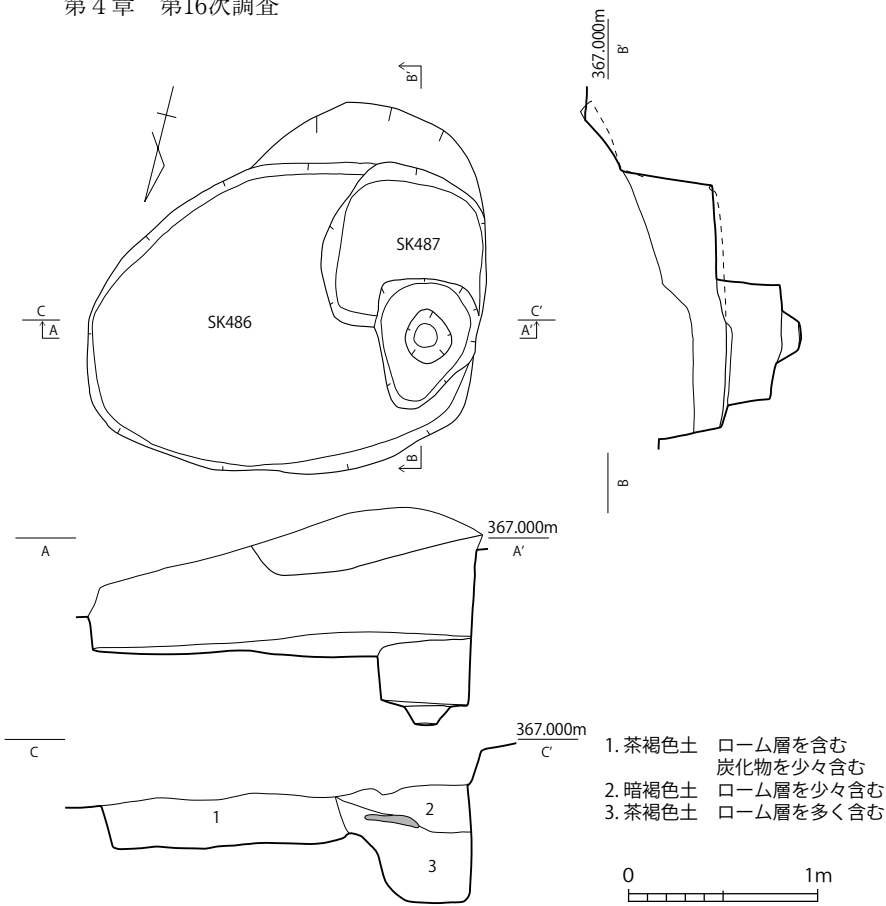 第４章　第16次調査
367.000m
B'
B'
SK487
SK486
C
A
C'
A'
B
B
367.000m
A
A'
367.000m
C
C'
1
2
3
1. 茶褐色土　ローム層を含む
炭化物を少々含む
2. 暗褐色土　ローム層を少々含む
3. 茶褐色土　ローム層を多く含む
0
1m